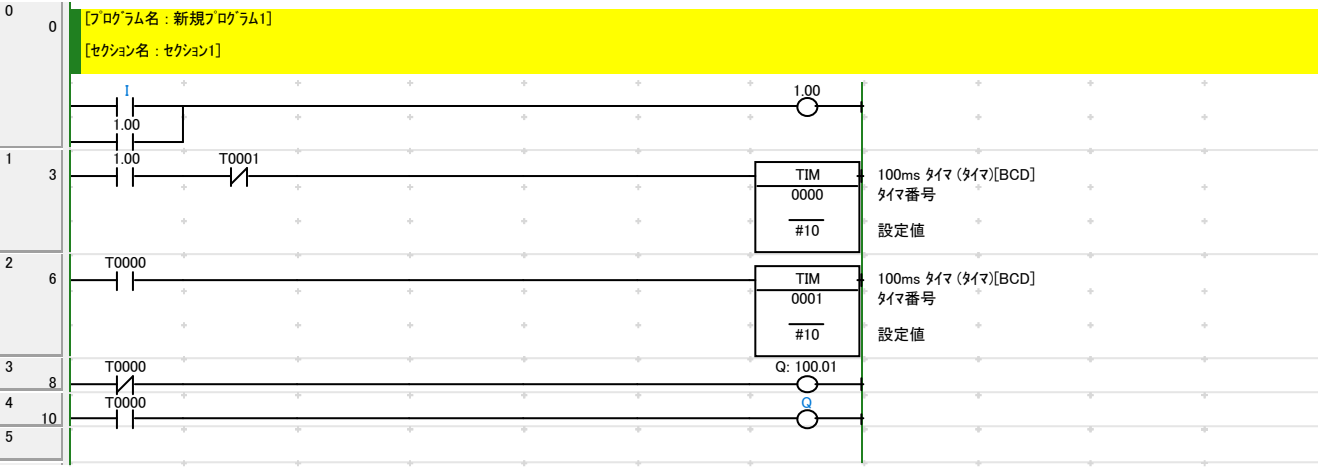 0
0
[プログラム名 : 新規プログラム1]
[セクション名 : セクション1]
I
1.00
1.00
1
3
1.00
T0001
TIM
100ms タイマ (タイマ)[BCD]
0000
タイマ番号
#10
設定値
2
6
T0000
TIM
100ms タイマ (タイマ)[BCD]
0001
タイマ番号
#10
設定値
3
8
T0000
Q: 100.01
4
10
T0000
Q
5